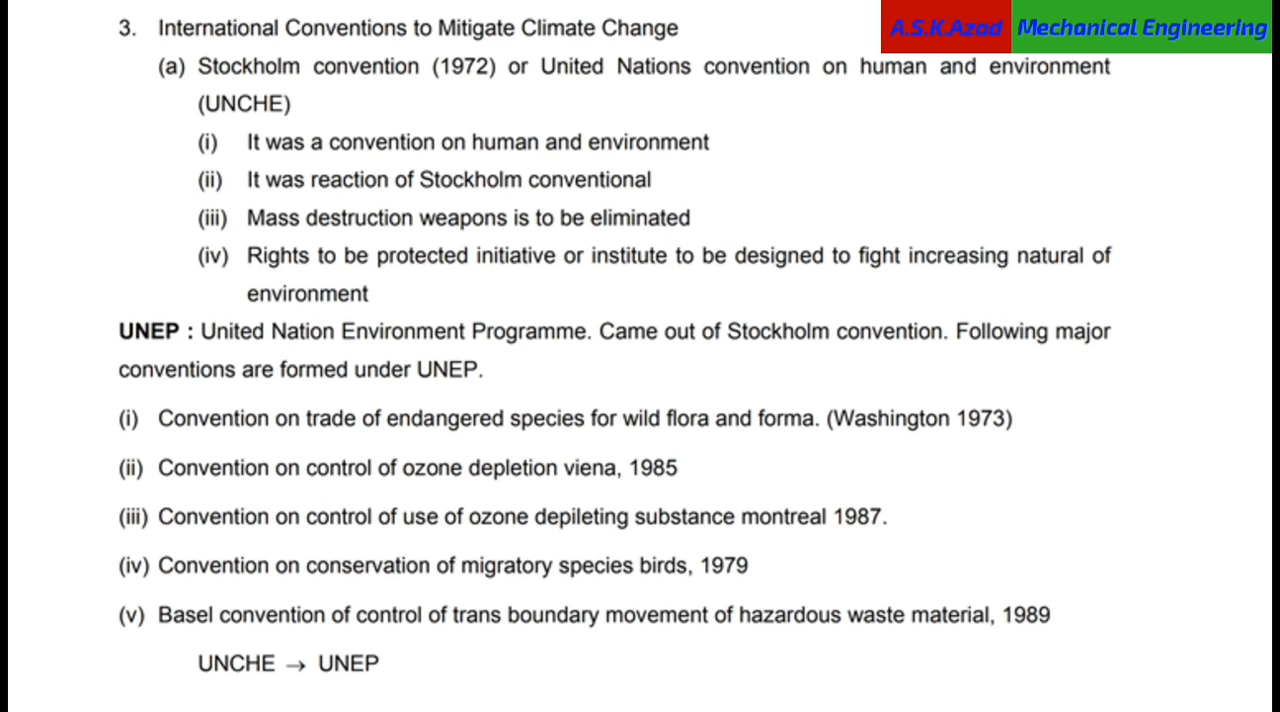 A.S.K.Azad Mechanical Engineering
3. International Conventions to Mitigate Climate Change
(a) Stockholm convention (1972) or United Nations convention on human and environment
(UNCHE)
(i) It was a convention on human and environment
(ii) It was reaction of Stockholm conventional
(iii) Mass destruction weapons is to be eliminated
(iv) Rights to be protected initiative or institute to be designed to fight increasing natural of
environment
UNEP : United Nation Environment Programme. Came out of Stockholm convention. Following major
conventions are formed under UNEP.
(i) Convention on trade of endangered species for wild flora and forma. (Washington 1973)
(ii) Convention on control of ozone depletion viena, 1985
(iii) Convention on control of use of ozone depileting substance montreal 1987.
(iv) Convention on conservation of migratory species birds, 1979
(v) Basel convention of control of trans boundary movement of hazardous waste material, 1989
UNCHE → UNEP